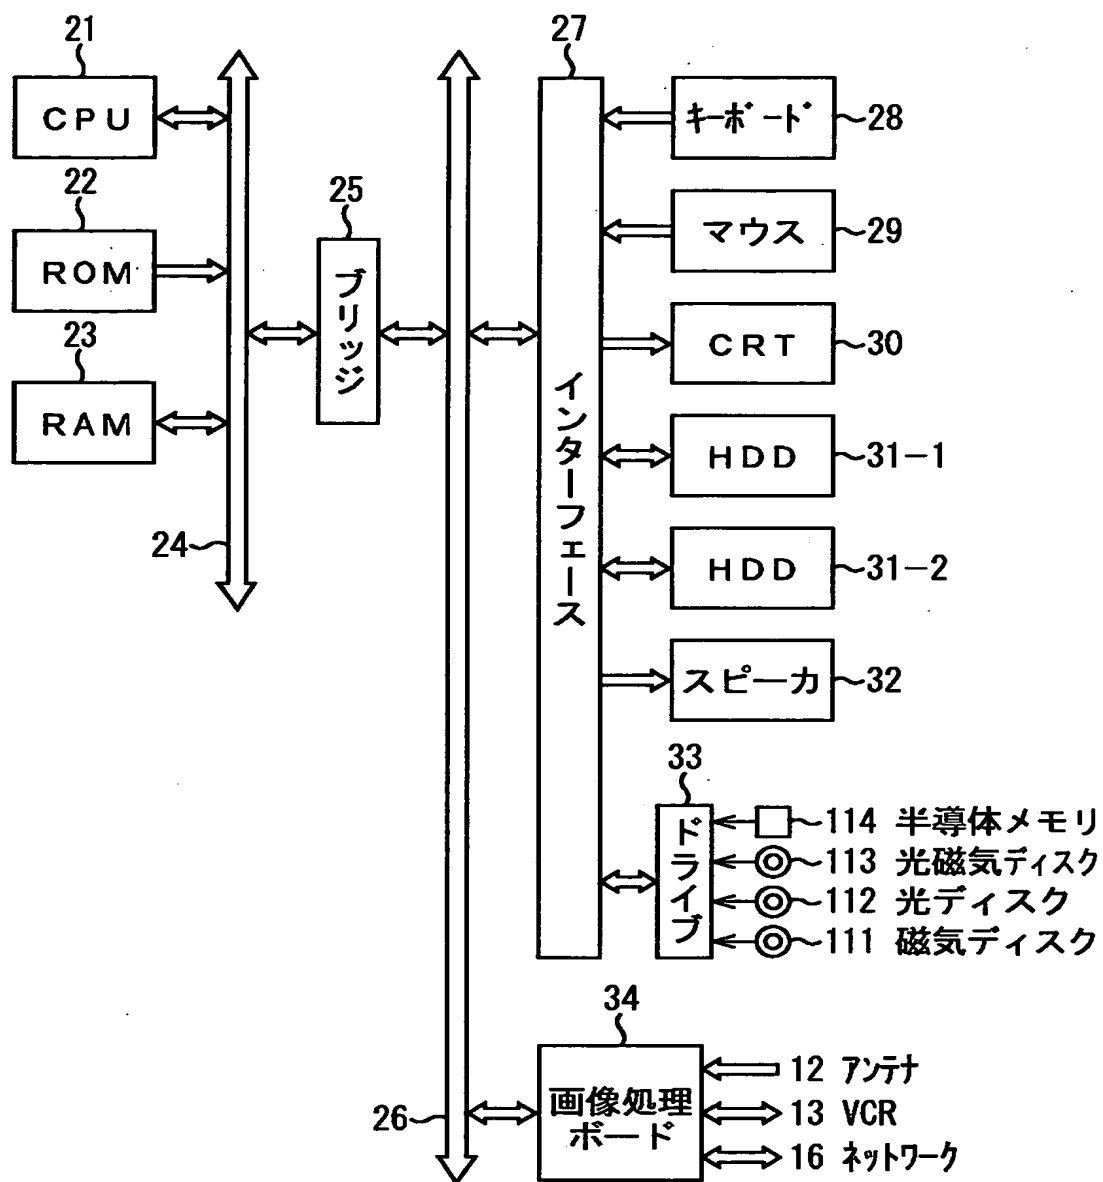 21
27
CPU
キーボード
28
22
25
ROM
ブリッジ
マウス
29
23
CRT
30
RAM
インターフェース
HDD
31-1
24
HDD
31-2
スピーカ
32
33
ドライブ
114 半導体メモリ
113 光磁気ディスク
112 光ディスク
111 磁気ディスク
34
26
画像処理
ボード
12 アンテナ
13 VCR
16 ネットワーク